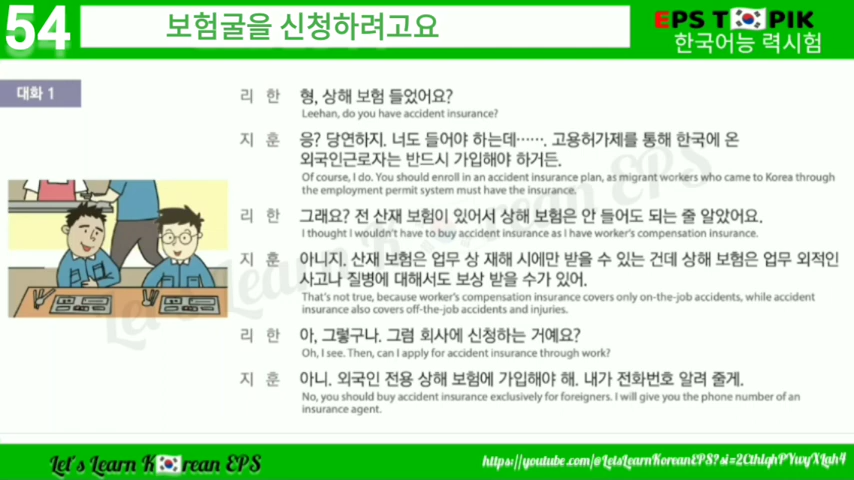 54
보험굴을 신청하려고요
EPS T🇰🇷PIK
한국어능 력시험
대화 1
리 한 형, 상해 보험 들었어요?
Leehan, do you have accident insurance?
지 훈 응? 당연하지. 너도 들어야 하는데……. 고용허가제를 통해 한국에 온
외국인근로자는 반드시 가입해야 하거든.
Of course, I do. You should enroll in an accident insurance plan, as migrant workers who came to Korea through
the employment permit system must have the insurance.
리 한 그래요? 전 산재 보험이 있어서 상해 보험은 안 들어도 되는 줄 알았어요.
I thought I wouldn't have to buy accident insurance as I have worker's compensation insurance.
지 훈 아니지. 산재 보험은 업무 상 재해 시에만 받을 수 있는 건데 상해 보험은 업무 외적인
사고나 질병에 대해서도 보상 받을 수가 있어.
That's not true, because worker's compensation insurance covers only on-the-job accidents, while accident
insurance also covers off-the-job accidents and injuries.
리 한 아, 그렇구나. 그럼 회사에 신청하는 거예요?
Oh, I see. Then, can I apply for accident insurance through work?
지 훈 아니. 외국인 전용 상해 보험에 가입해야 해. 내가 전화번호 알려 줄게.
No, you should buy accident insurance exclusively for foreigners. I will give you the phone number of an
insurance agent.
Let's Learn K🇰🇷rean EPS
Let's Learn K🇰🇷rean EPS
https://youtube.com/@LetsLearnKoreanEPS?si=2CthlqhPYwyXLah4